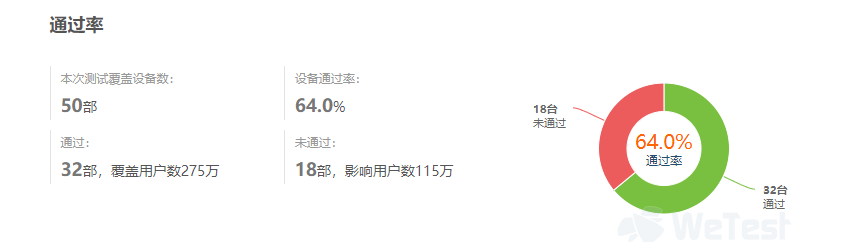 通过率
本次测试覆盖设备数：
50部
设备通过率：
64.0%
通过：
32部，覆盖用户数275万
未通过：
18部，影响用户数115万
18台
未通过
64.0%
通过率
32台
通过
WeTest